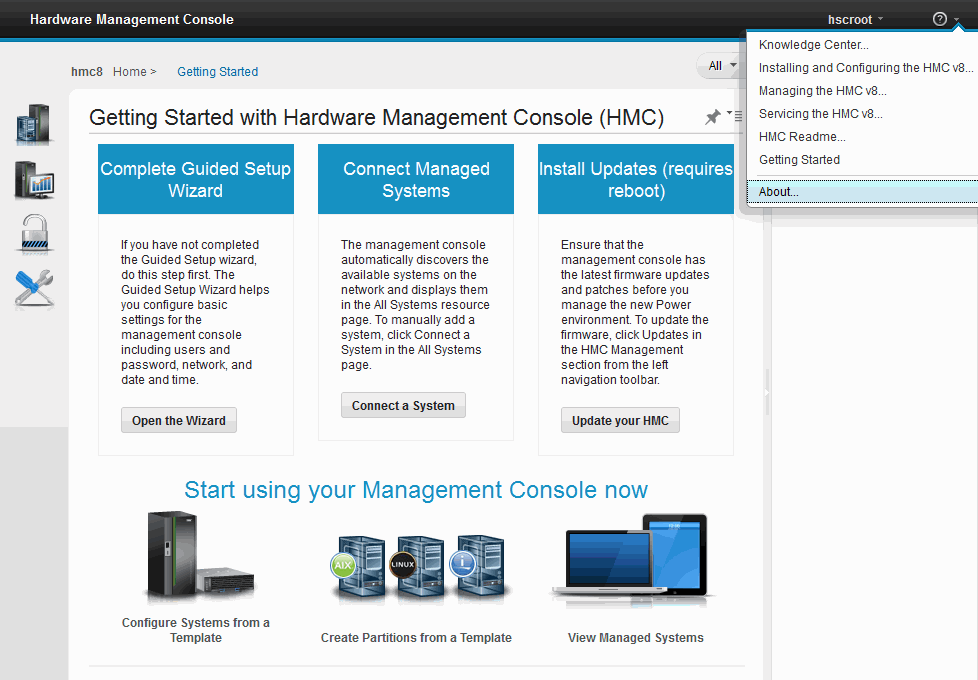 Hardware Management Console
hscroot
?
hmc8 Home > Getting Started
All
Knowledge Center...
Installing and Configuring the HMC v8...
Managing the HMC v8...
Servicing the HMC v8...
HMC Readme...
Getting Started
About...
Getting Started with Hardware Management Console (HMC)
Complete Guided Setup
Wizard
If you have not completed
the Guided Setup wizard,
do this step first. The
Guided Setup Wizard helps
you configure basic
settings for the
management console
including users and
password, network, and
date and time.
Open the Wizard
Connect Managed
Systems
The management console
automatically discovers the
available systems on the
network and displays them
in the All Systems resource
page. To manually add a
system, click Connect a
System in the All Systems
page.
Connect a System
Install Updates (requires
reboot)
Ensure that the
management console has
the latest firmware updates
and patches before you
manage the new Power
environment. To update the
firmware, click Updates in
the HMC Management
section from the left
navigation toolbar.
Update your HMC
Start using your Management Console now
AIX
LINUX
i
Configure Systems from a
Template
Create Partitions from a Template
View Managed Systems